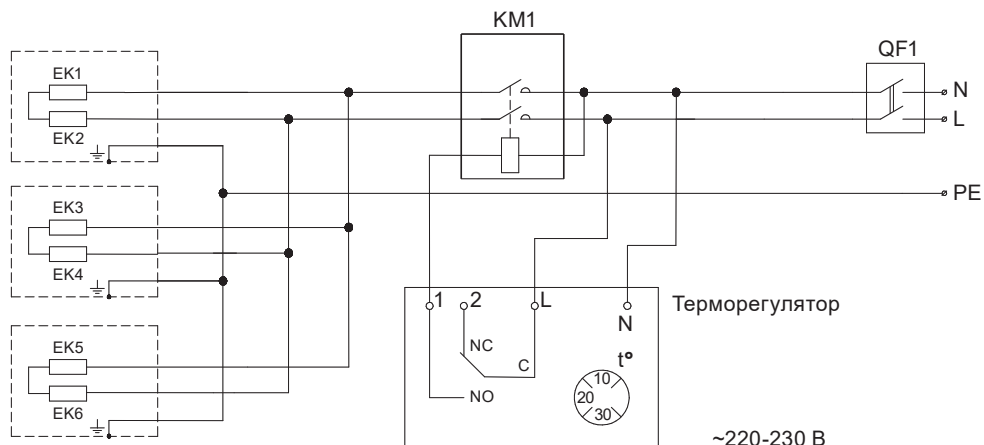 KM1
QF1
EK1
N
EK2
L
PE
EK3
EK4
1 2 L
N
Терморегулятор
NC
C
t°
EK5
10
20
30
NO
EK6
~220-230 В